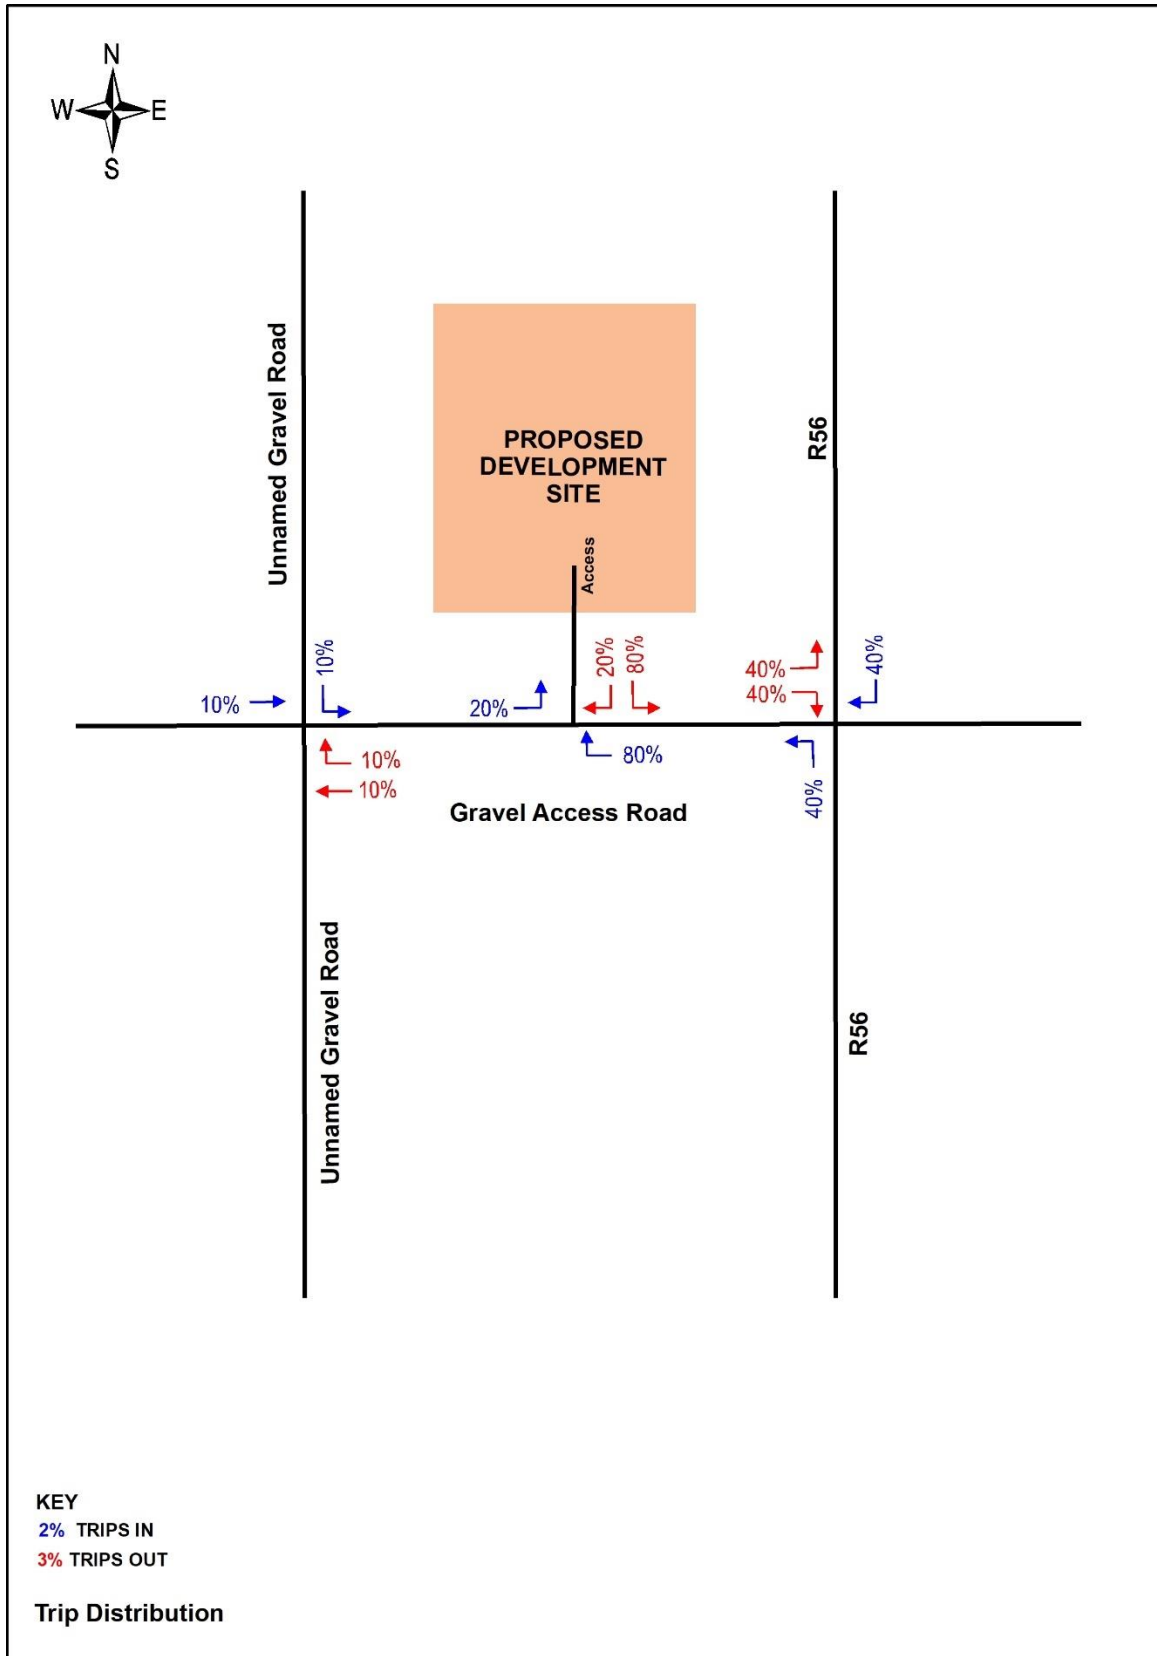 N
W E
S
Unnamed Gravel Road
R56
PROPOSED
DEVELOPMENT
SITE
Access
10%
10%
20%
20%
80%
40%
40%
40%
10%
10%
80%
40%
Gravel Access Road
Unnamed Gravel Road
R56
KEY
2% TRIPS IN
3% TRIPS OUT
Trip Distribution